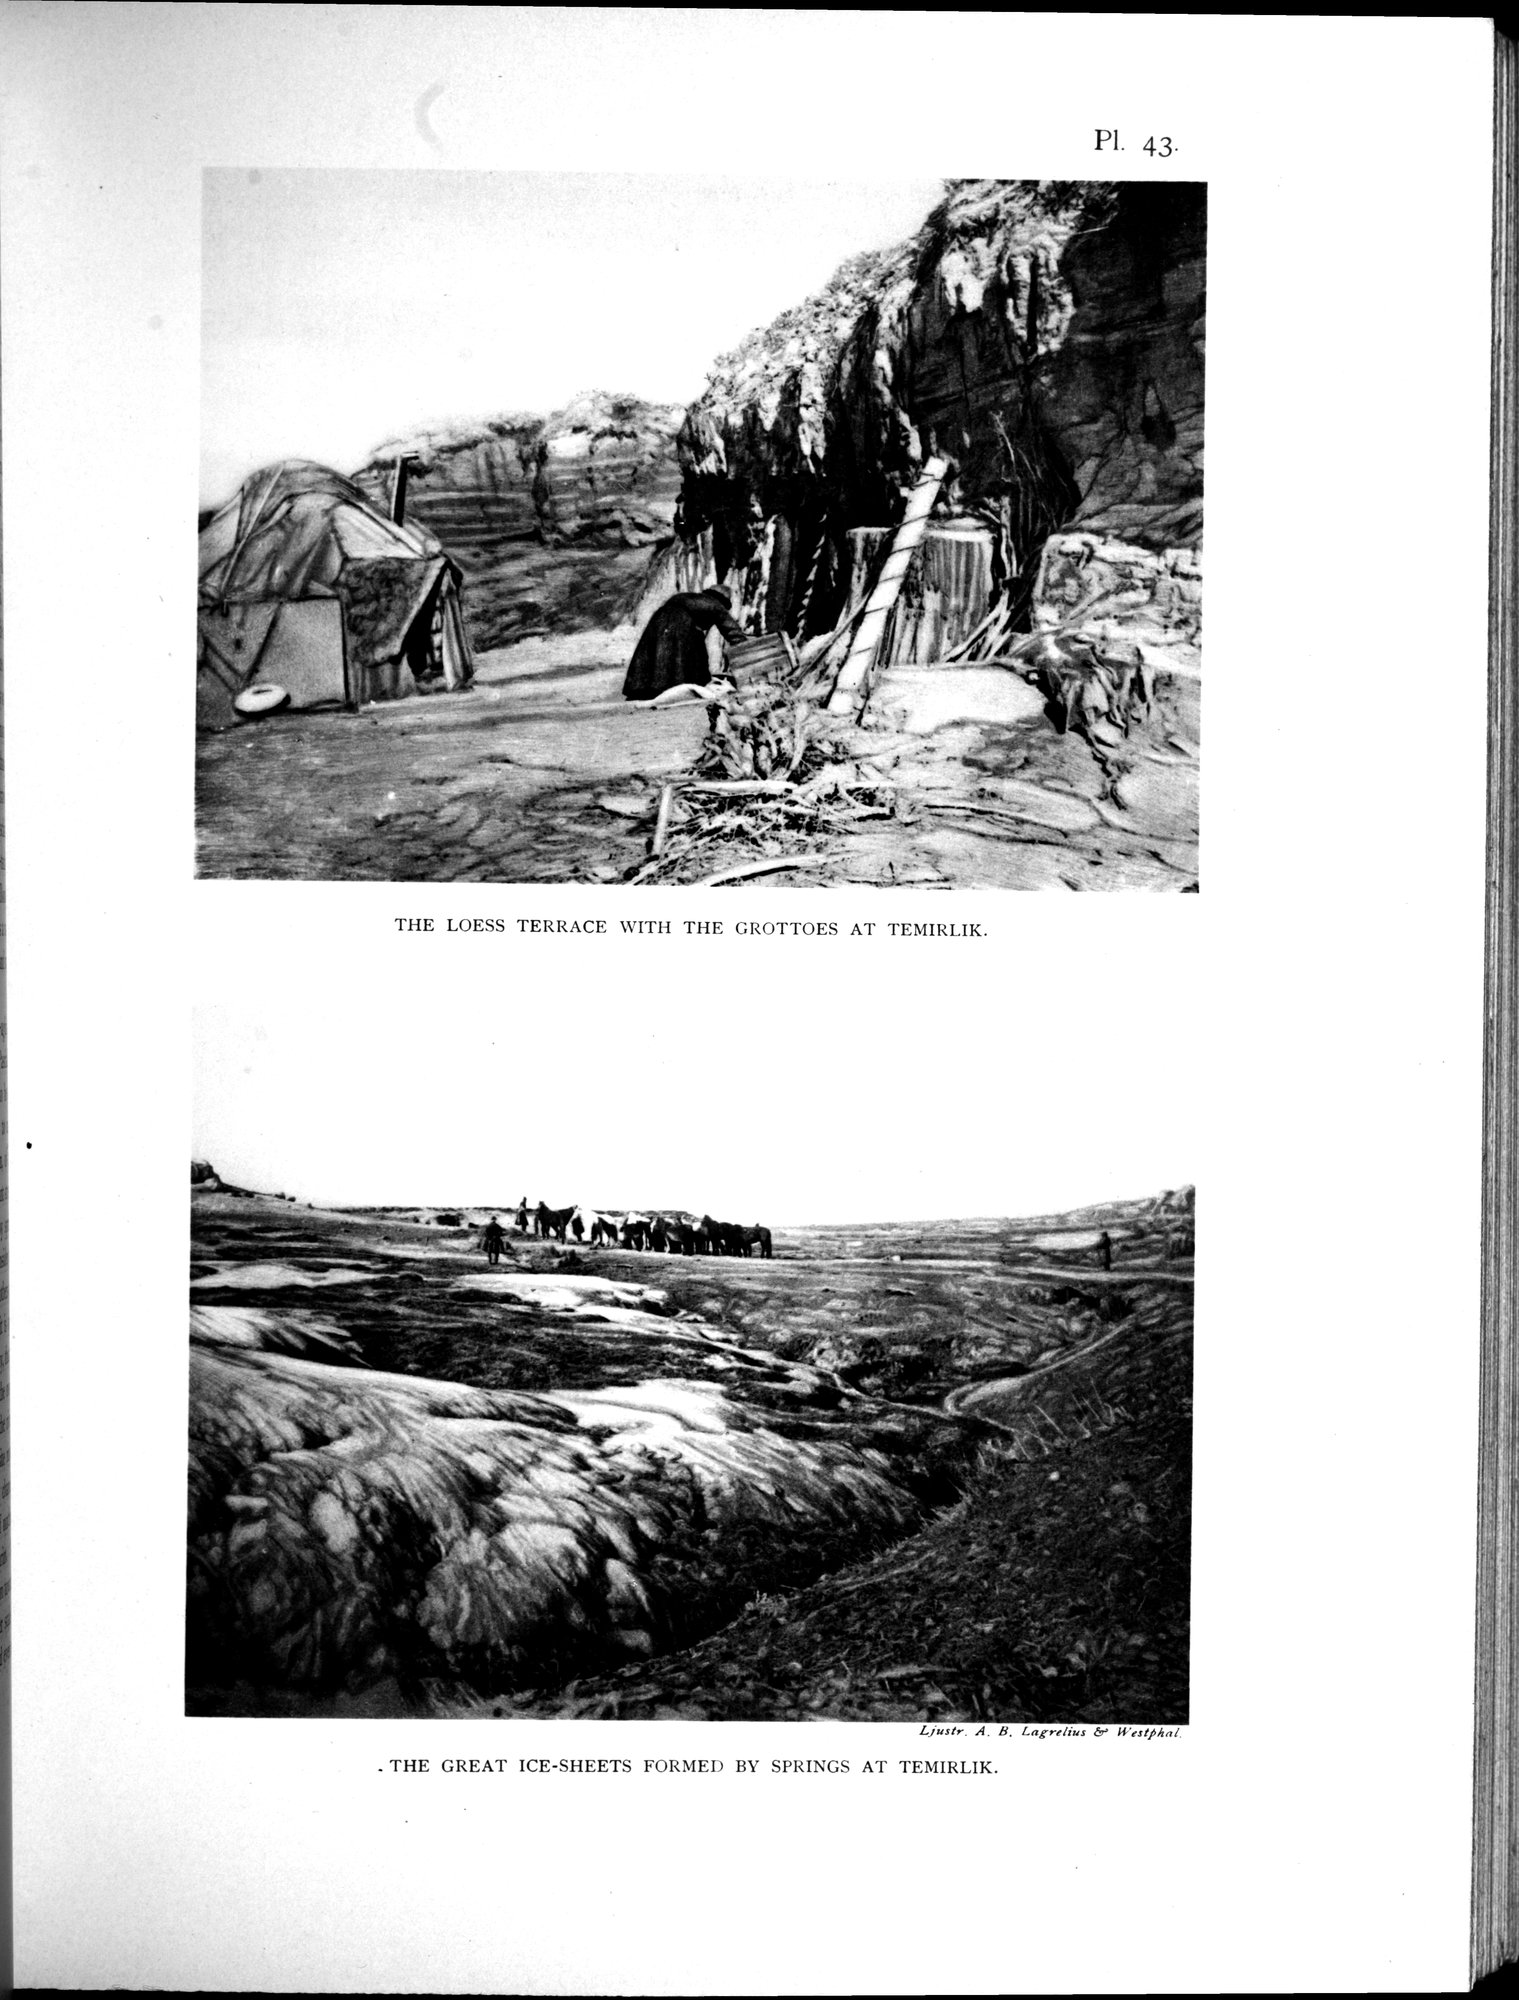 Pl. 43.
THE LOESS TERRACE WITH THE GROTTOES AT TEMIRLIK.
Ljustr. A. B. Lagrelius & Westphal.
THE GREAT ICE-SHEETS FORMED BY SPRINGS AT TEMIRLIK.